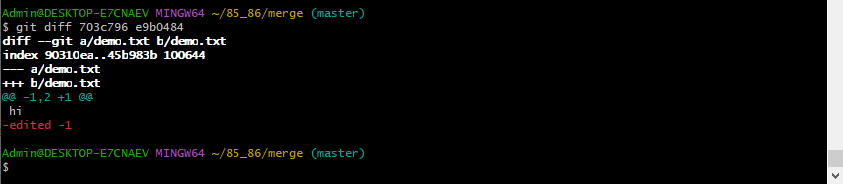 Admin@DESKTOP-E7CNAEV MINGW64 ~/85_86/merge (master)
$ git diff 703c796 e9b0484
diff --git a/demo.txt b/demo.txt
index 90310ea..45b983b 100644
--- a/demo.txt
+++ b/demo.txt
@@ -1,2 +1 @@
 hi
-edited -1

Admin@DESKTOP-E7CNAEV MINGW64 ~/85_86/merge (master)
$